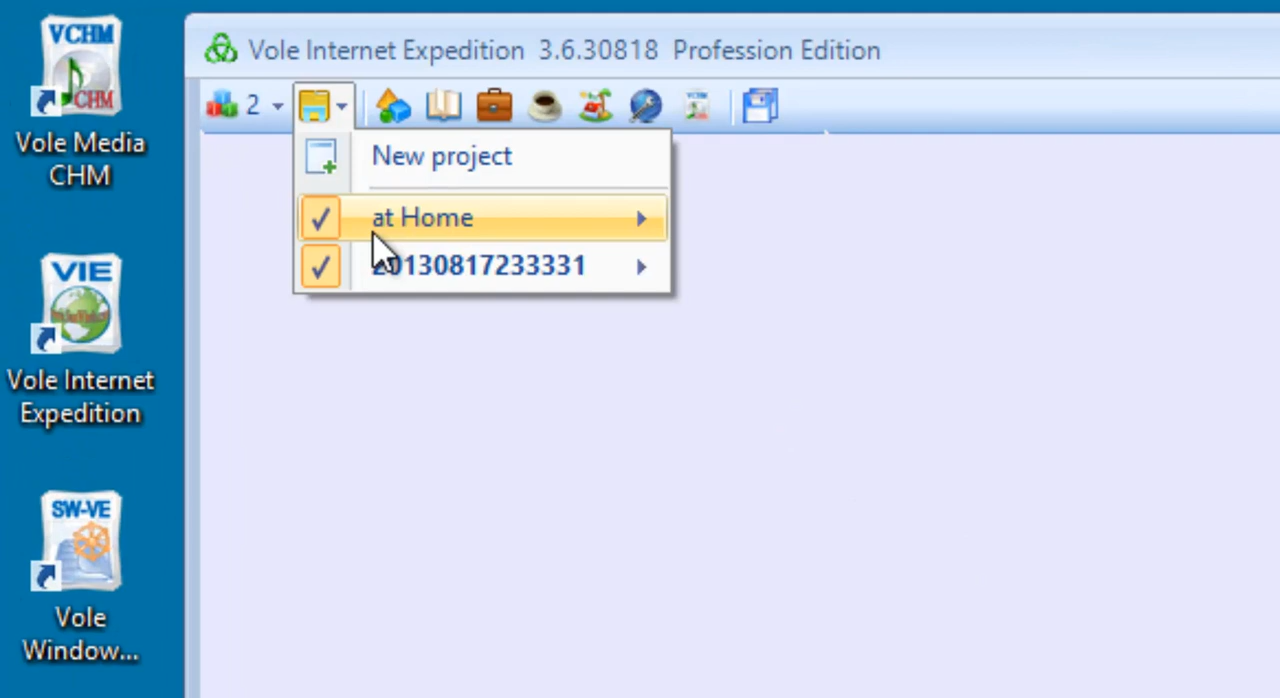 VCHM
CHM
Vole Media
CHM
VIE
Vole Internet
Expedition
SW-VE
Vole
Window...
Vole Internet Expedition 3.6.30818 Profession Edition
2
New project
at Home
20130817233331